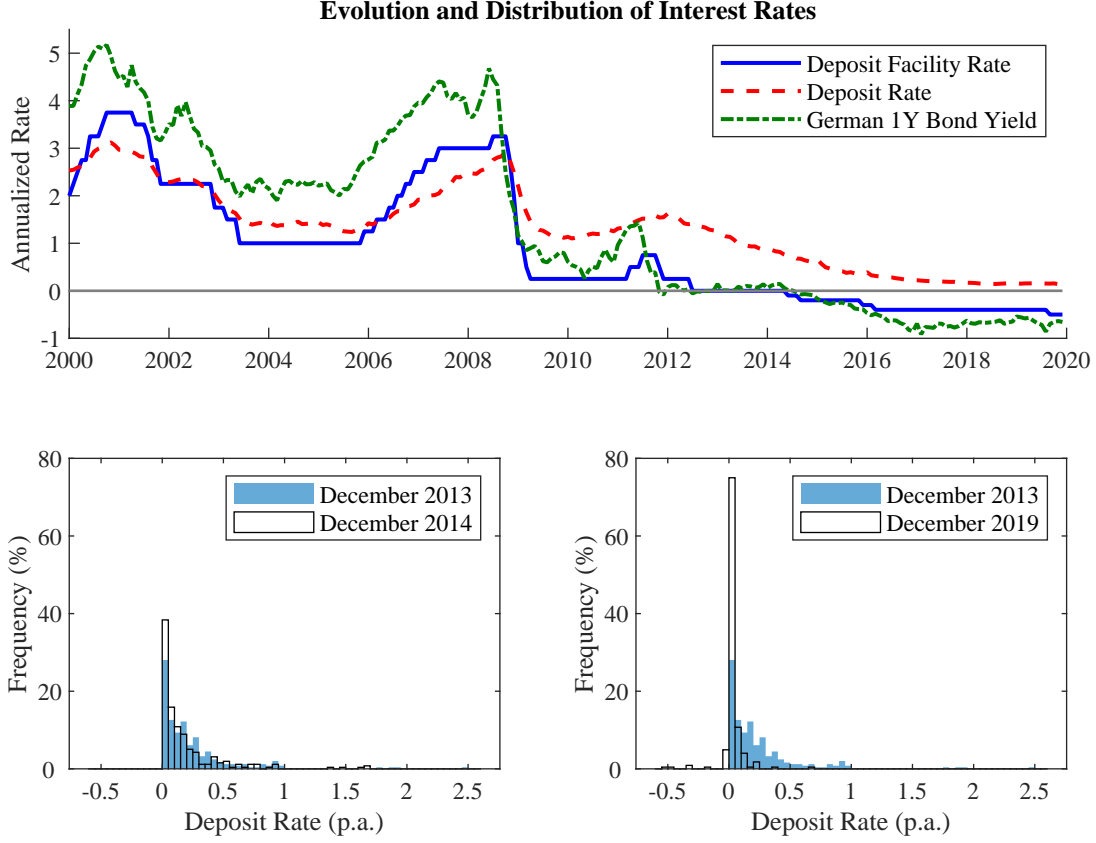 Evolution and Distribution of Interest Rates
Annualized Rate
5
4
3
2
1
0
-1
Deposit Facility Rate
Deposit Rate
German 1Y Bond Yield
2000 2002 2004 2006 2008 2010 2012 2014 2016 2018 2020
Frequency (%)
80
60
40
20
0
December 2013
December 2014
-0.5 0 0.5 1 1.5 2 2.5
Deposit Rate (p.a.)
Frequency (%)
80
60
40
20
0
December 2013
December 2019
-0.5 0 0.5 1 1.5 2 2.5
Deposit Rate (p.a.)